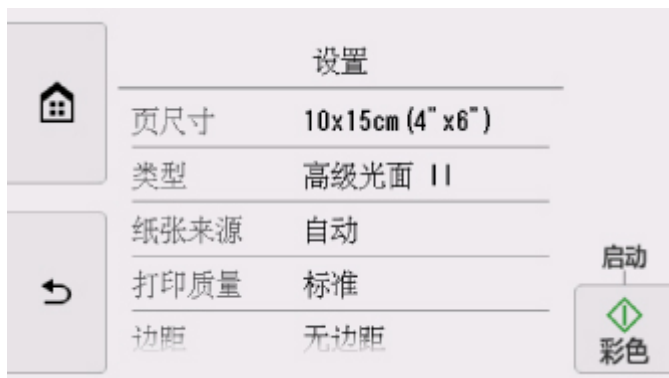 设置
页尺寸 10x15cm(4"x6")
类型 高级光面 II
纸张来源 自动
打印质量 标准
边距 无边距
启动
彩色